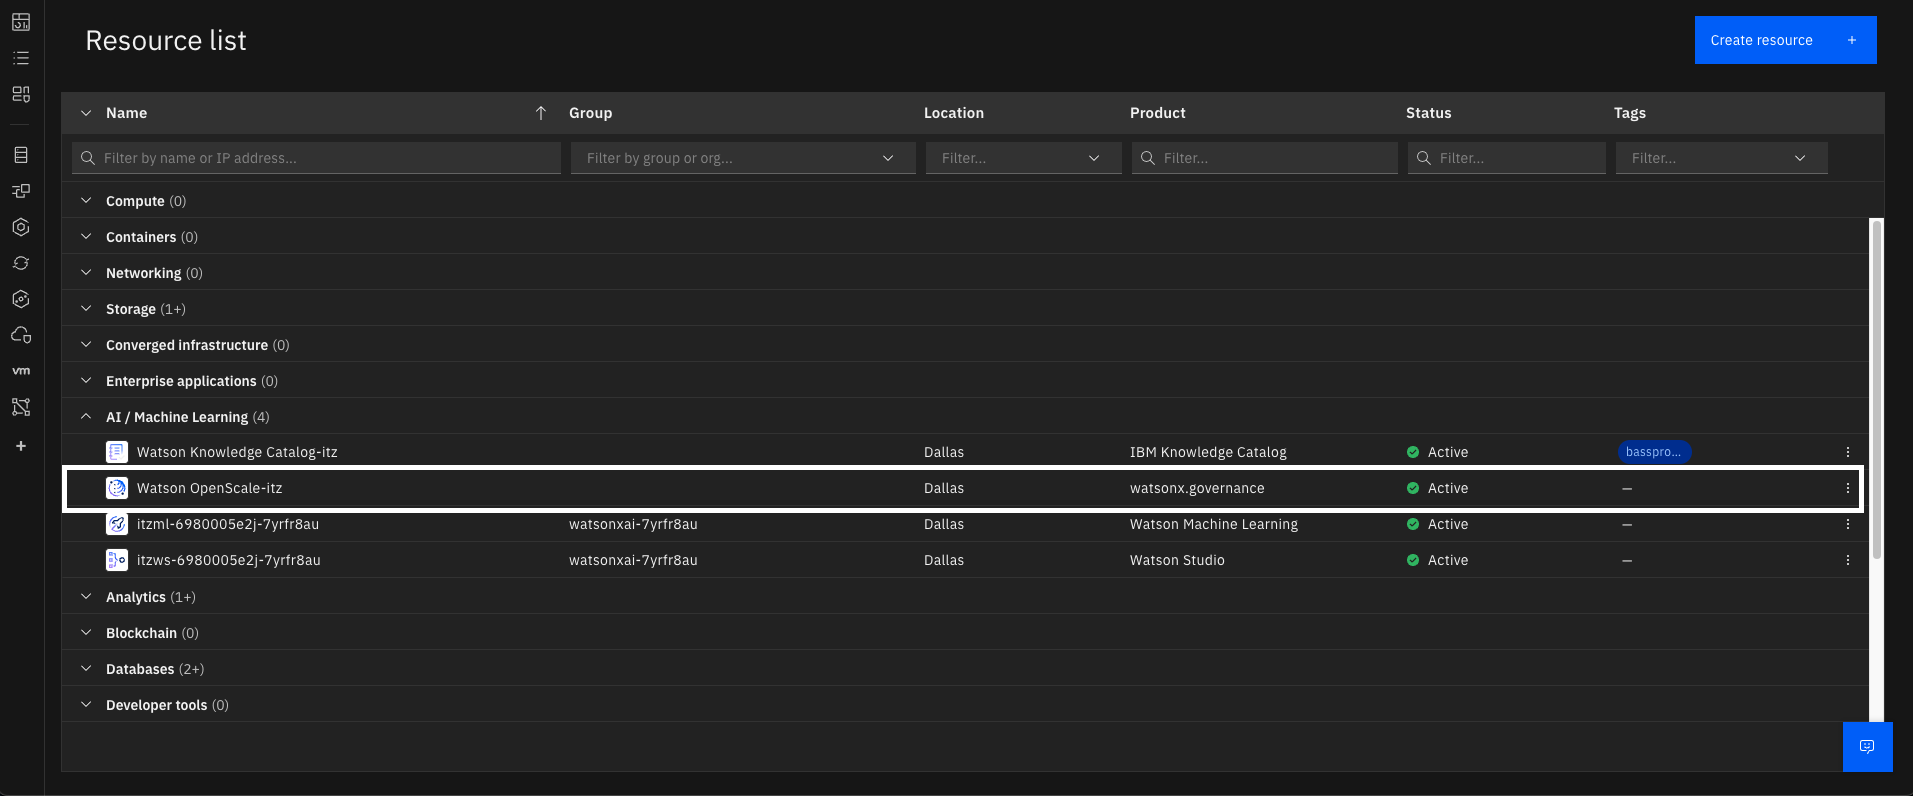 Resource list
Create resource +
Name Group Location Product Status Tags
Filter by name or IP address... Filter by group or org... Filter... Filter... Filter... Filter...
Compute (0)
Containers (0)
Networking (0)
Storage (1+)
Converged infrastructure (0)
Enterprise applications (0)
AI / Machine Learning (4)
Watson Knowledge Catalog-itz Dallas IBM Knowledge Catalog Active basspro...
Watson OpenScale-itz Dallas watsonx.governance Active –
itzml-6980005e2j-7yrfr8au watsonxai-7yrfr8au Dallas Watson Machine Learning Active –
itzws-6980005e2j-7yrfr8au watsonxai-7yrfr8au Dallas Watson Studio Active –
Analytics (1+)
Blockchain (0)
Databases (2+)
Developer tools (0)
vm